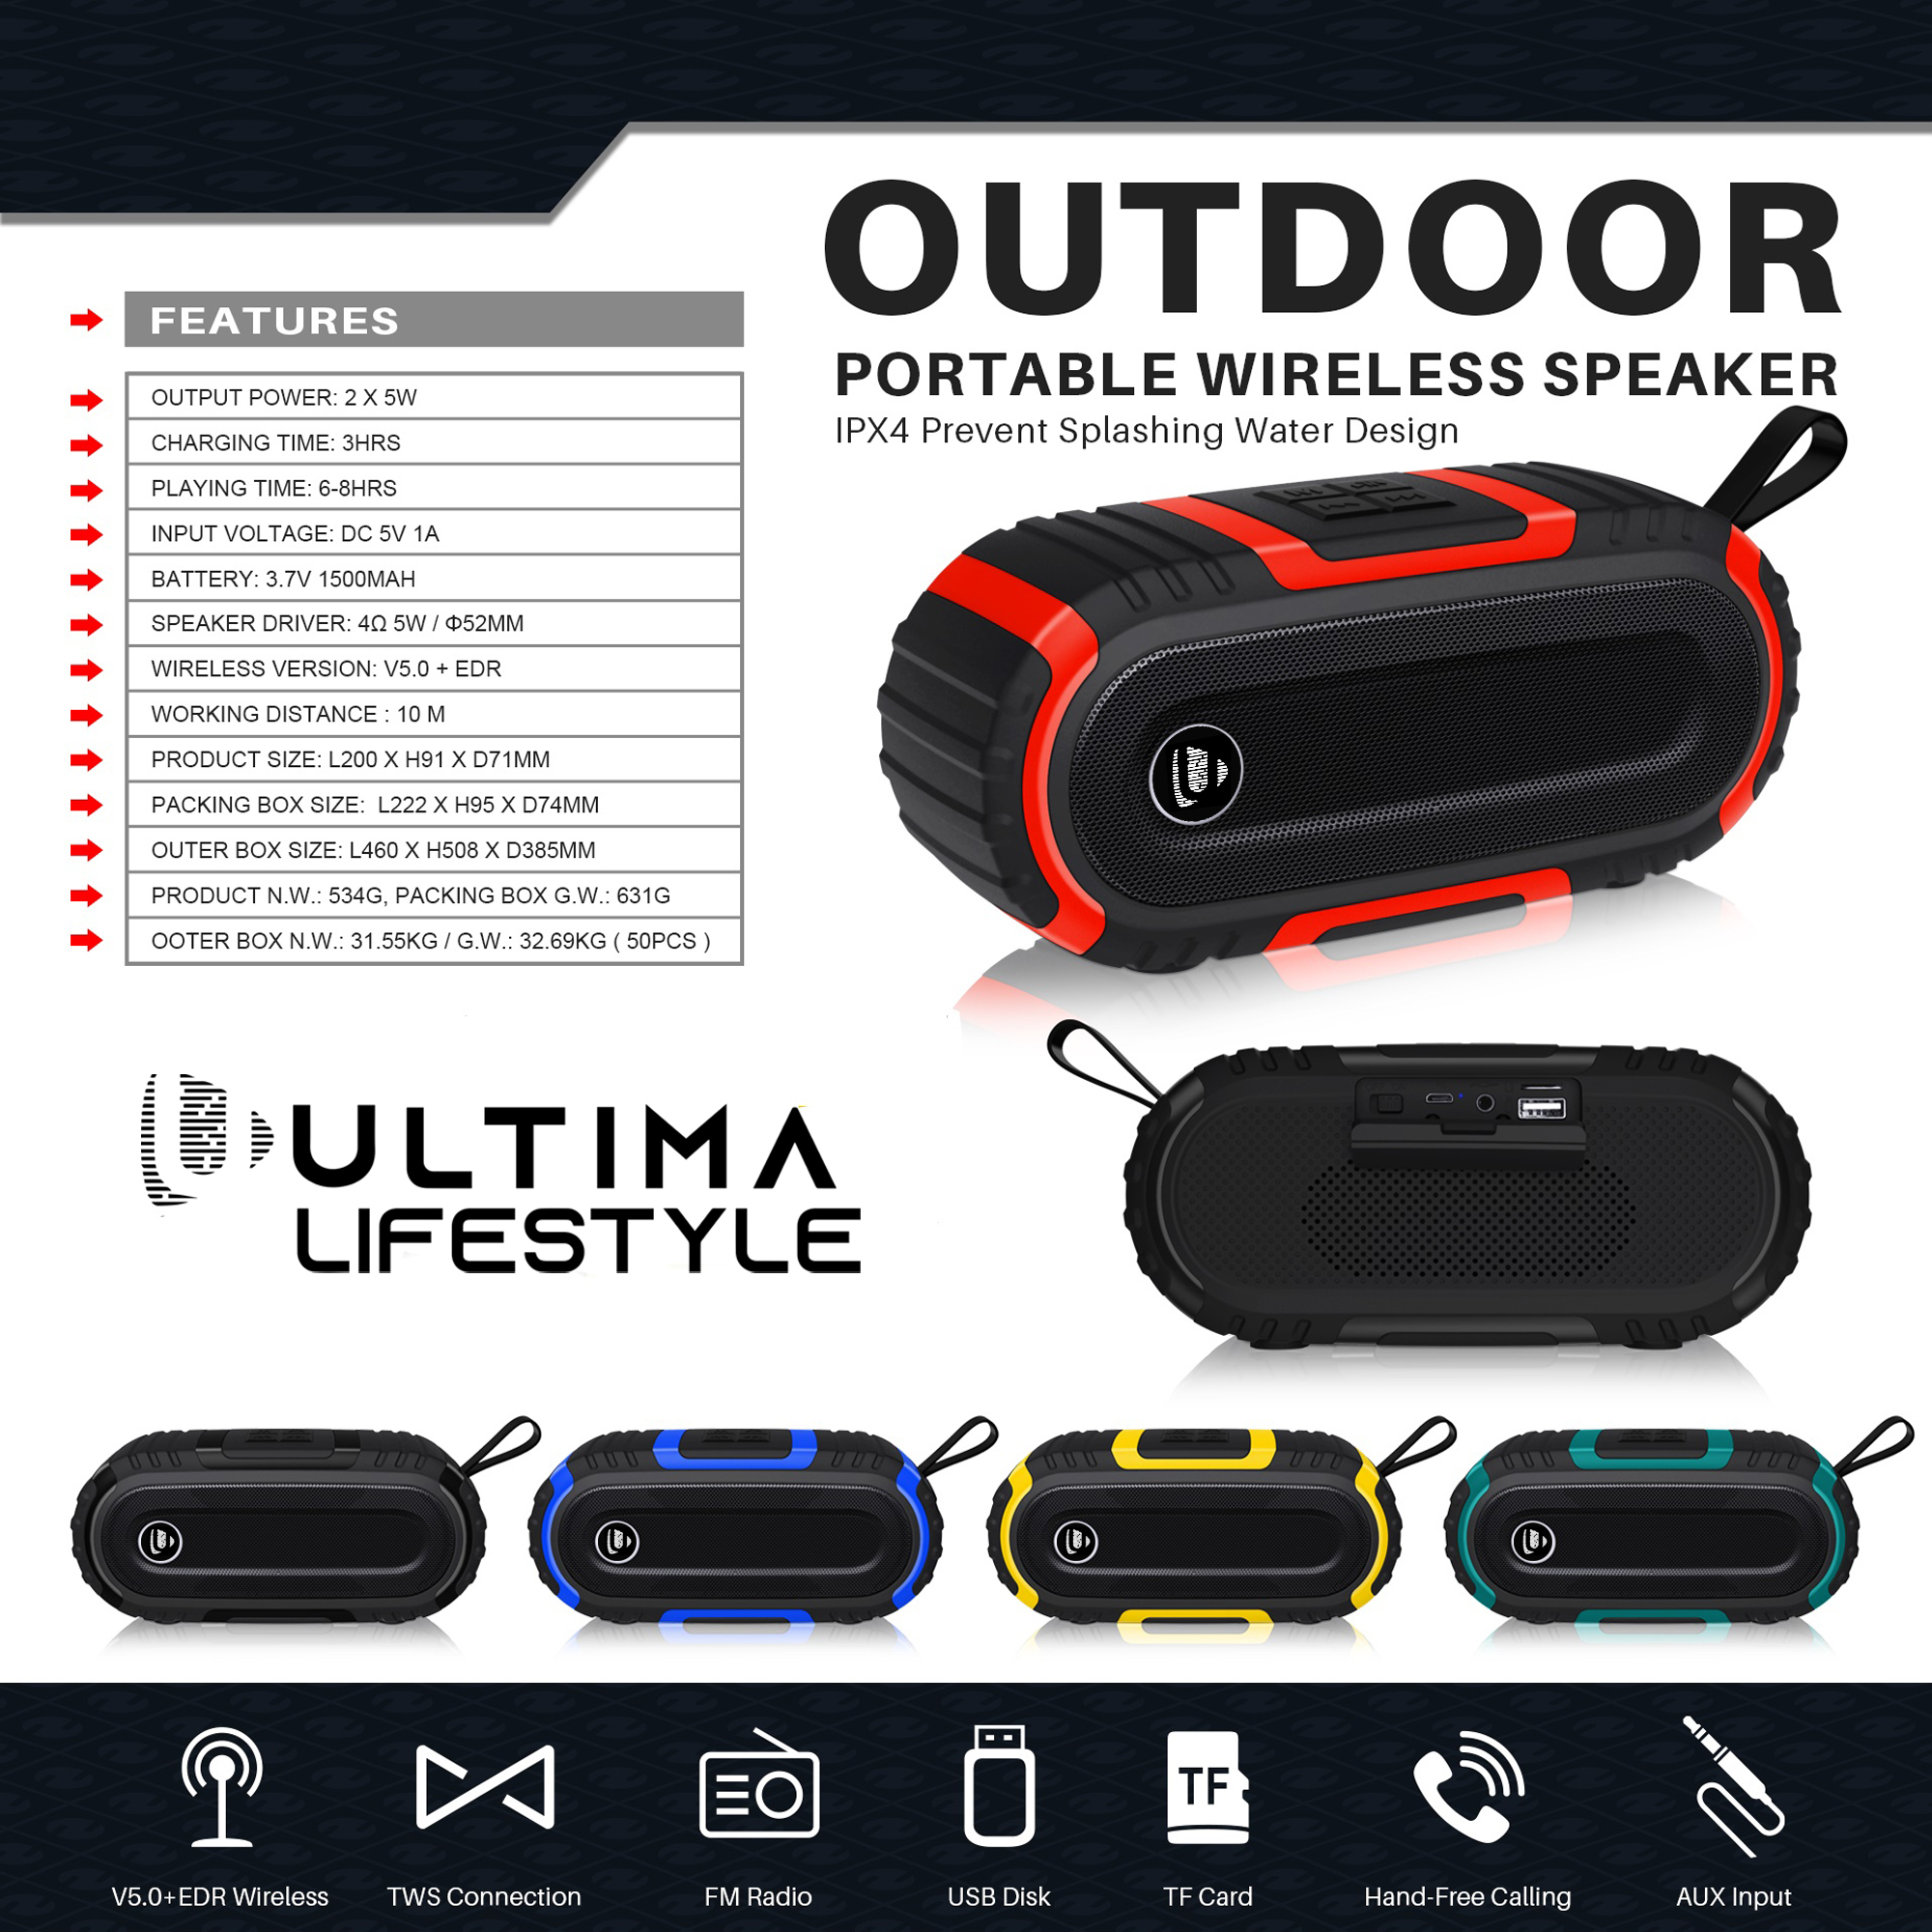 OUTDOOR
PORTABLE WIRELESS SPEAKER
IPX4 Prevent Splashing Water Design
FEATURES
OUTPUT POWER: 2 X 5W
CHARGING TIME: 3HRS
PLAYING TIME: 6-8HRS
INPUT VOLTAGE: DC 5V 1A
BATTERY: 3.7V 1500MAH
SPEAKER DRIVER: 4Ω 5W / Φ52MM
WIRELESS VERSION: V5.0 + EDR
WORKING DISTANCE : 10 M
PRODUCT SIZE: L200 X H91 X D71MM
PACKING BOX SIZE:  L222 X H95 X D74MM
OUTER BOX SIZE: L460 X H508 X D385MM
PRODUCT N.W.: 534G, PACKING BOX G.W.: 631G
OOTER BOX N.W.: 31.55KG / G.W.: 32.69KG ( 50PCS )
ULTIMA
LIFESTYLE
TF
V5.0+EDR Wireless
TWS Connection
FM Radio
USB Disk
TF Card
Hand-Free Calling
AUX Input